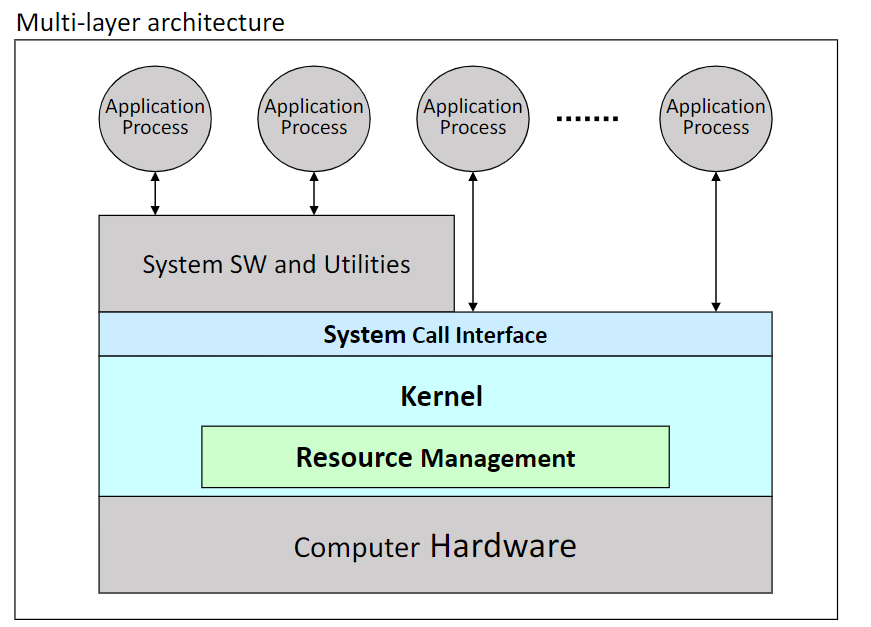 Multi-layer architecture
Application
Process
Application
Process
Application
Process
.......
Application
Process
System SW and Utilities
System Call Interface
Kernel
Resource Management
Computer Hardware